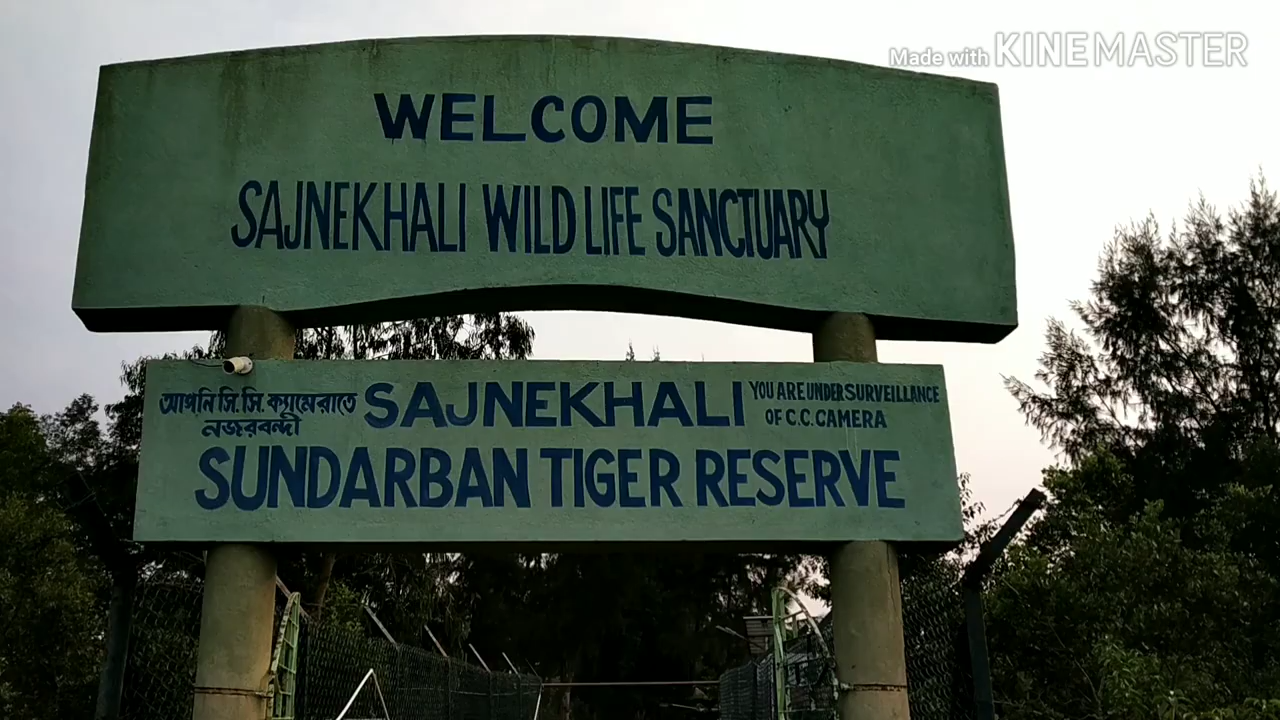 Made with KINEMASTER
WELCOME
SAJNEKHALI WILD LIFE SANCTUARY
আপনি সি. সি. ক্যামেরাতে
নজরবন্দী
SAJNEKHALI
YOU ARE UNDER SURVEILLANCE
OF C.C. CAMERA
SUNDARBAN TIGER RESERVE